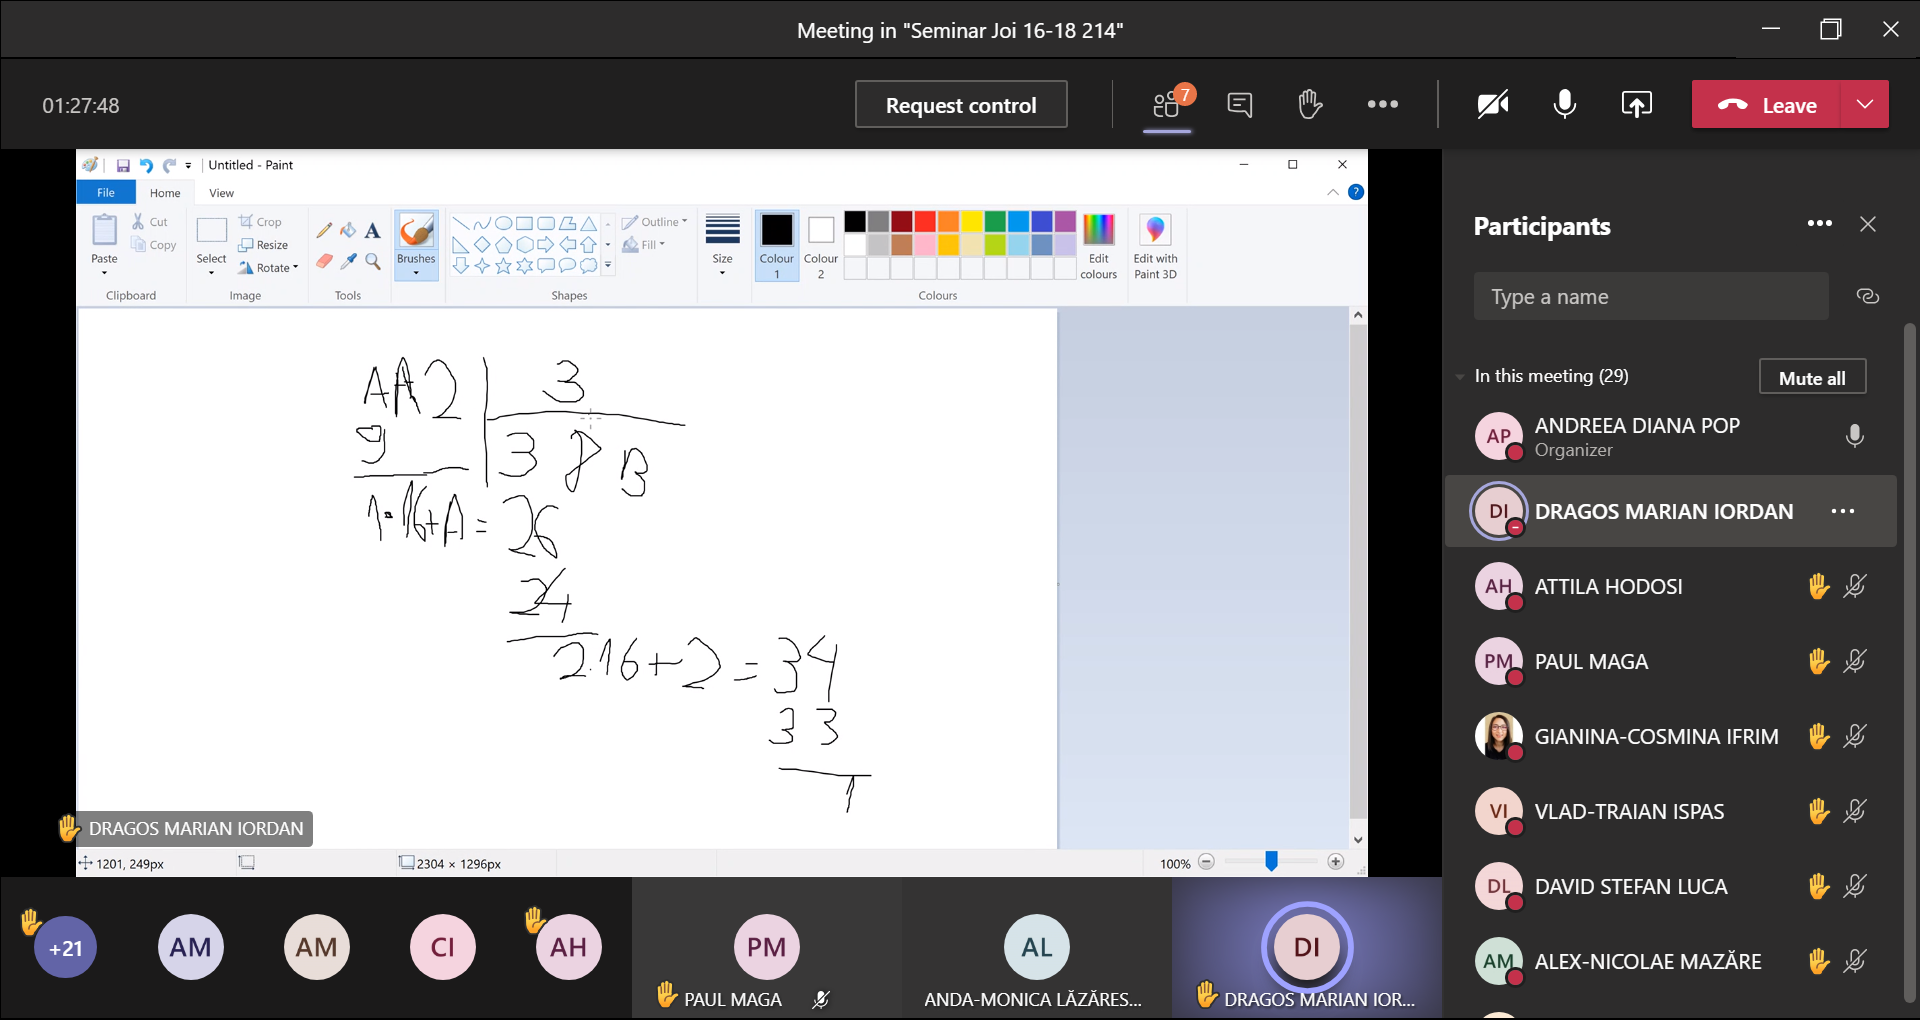 Meeting in "Seminar Joi 16-18 214"
01:27:48
Request control
7
Leave
Untitled - Paint
File
Home
View
Paste
Cut
Copy
Clipboard
Select
Crop
Resize
Rotate
Image
Tools
Brushes
Shapes
Outline
Fill
Size
Colour 1
Colour 2
Colours
Edit colours
Edit with Paint 3D
AA2 3
9 3 8 B
1·16+A = 26
24
2·16+2 = 34
33
1
DRAGOS MARIAN IORDAN
1201, 249px
2304 × 1296px
100%
Participants
Type a name
In this meeting (29)
Mute all
AP
ANDREEA DIANA POP
Organizer
DI
DRAGOS MARIAN IORDAN
AH
ATTILA HODOSI
PM
PAUL MAGA
GIANINA-COSMINA IFRIM
VI
VLAD-TRAIAN ISPAS
DL
DAVID STEFAN LUCA
AM
ALEX-NICOLAE MAZĂRE
+21
AM
AM
CI
AH
PM
PAUL MAGA
AL
ANDA-MONICA LĂZĂRES...
DI
DRAGOS MARIAN IOR...